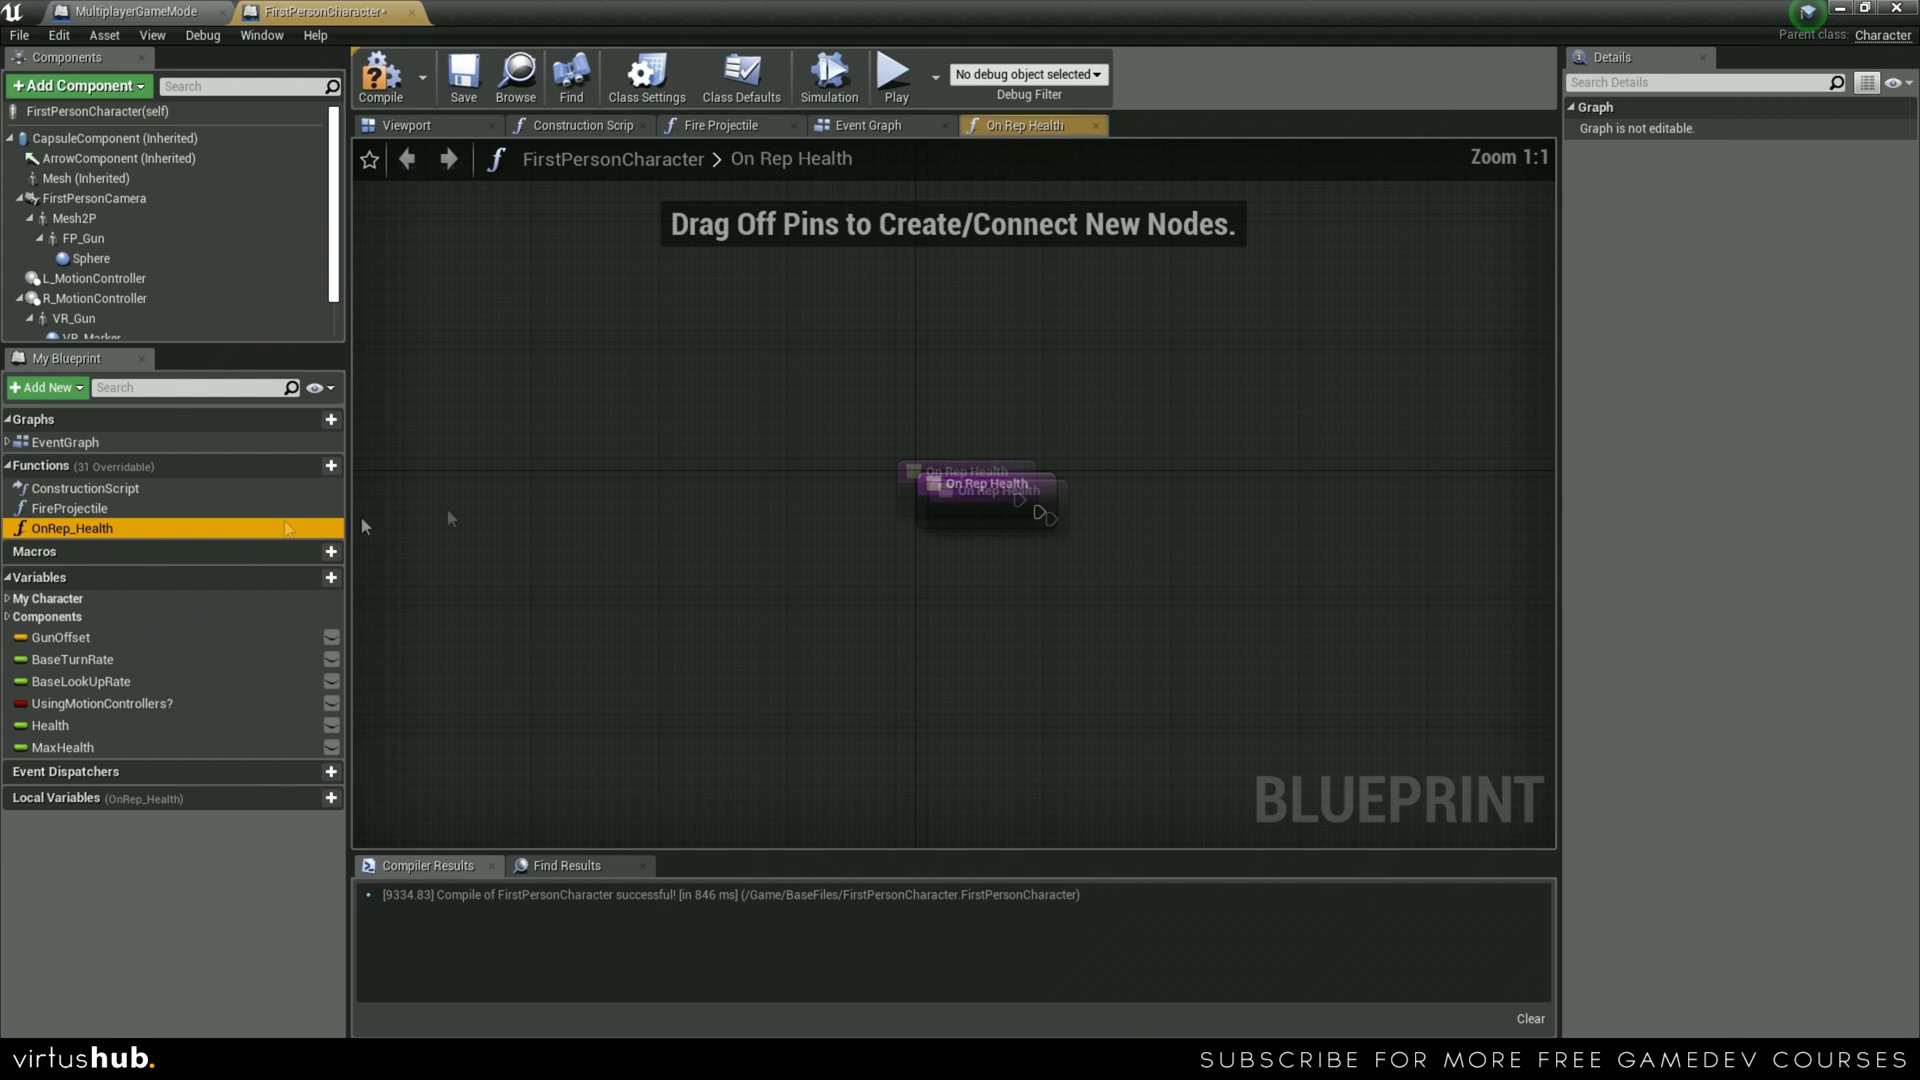 MultiplayerGameMode
FirstPersonCharacter*
File Edit Asset View Debug Window Help
Parent class: Character
Components
+Add Component
Search
FirstPersonCharacter(self)
CapsuleComponent (Inherited)
ArrowComponent (Inherited)
Mesh (Inherited)
FirstPersonCamera
Mesh2P
FP_Gun
Sphere
L_MotionController
R_MotionController
VR_Gun
VR_Marker
My Blueprint
+Add New
Search
Graphs
EventGraph
Functions (31 Overridable)
ConstructionScript
FireProjectile
OnRep_Health
Macros
Variables
My Character
Components
GunOffset
BaseTurnRate
BaseLookUpRate
UsingMotionControllers?
Health
MaxHealth
Event Dispatchers
Local Variables (OnRep_Health)
Compile
Save
Browse
Find
Class Settings
Class Defaults
Simulation
Play
No debug object selected
Debug Filter
Viewport
Construction Scrip
Fire Projectile
Event Graph
On Rep Health
FirstPersonCharacter > On Rep Health
Zoom 1:1
Drag Off Pins to Create/Connect New Nodes.
On Rep Health
On Rep Health
On Rep Health
BLUEPRINT
Compiler Results
Find Results
[9334.83] Compile of FirstPersonCharacter successful! [in 846 ms] (/Game/BaseFiles/FirstPersonCharacter.FirstPersonCharacter)
Clear
Details
Search Details
Graph
Graph is not editable.
virtushub.
SUBSCRIBE FOR MORE FREE GAMEDEV COURSES